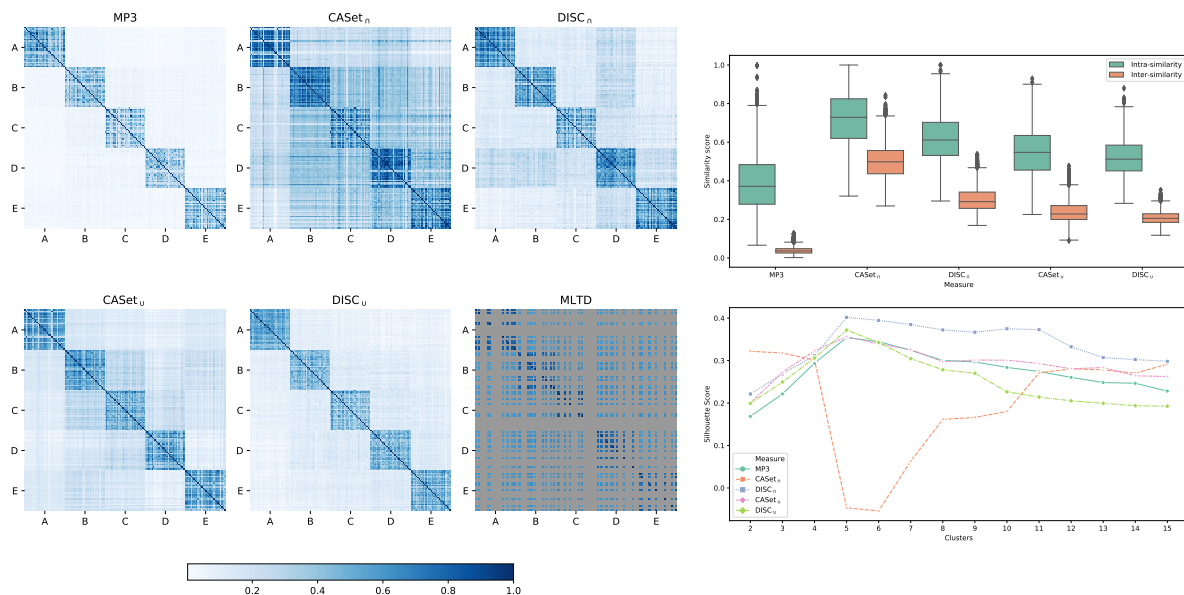 MP3
CASet ∩
DISC ∩
A
B
C
D
E
A B C D E
A B C D E
A B C D E
CASet ∪
DISC ∪
MLTD
A
B
C
D
E
A B C D E
A B C D E
A B C D E
0.2 0.4 0.6 0.8 1.0
Intra-similarity
Inter-similarity
1.0
0.8
0.6
0.4
0.2
0.0
Similarity score
MP3 CASet ∩ DISC ∩ CASet ∪ DISC ∪
Measure
0.4
0.3
0.2
0.1
0.0
Silhouette Score
Measure
MP3
CASet ∩
DISC ∩
CASet ∪
DISC ∪
2 3 4 5 6 7 8 9 10 11 12 13 14 15
Clusters